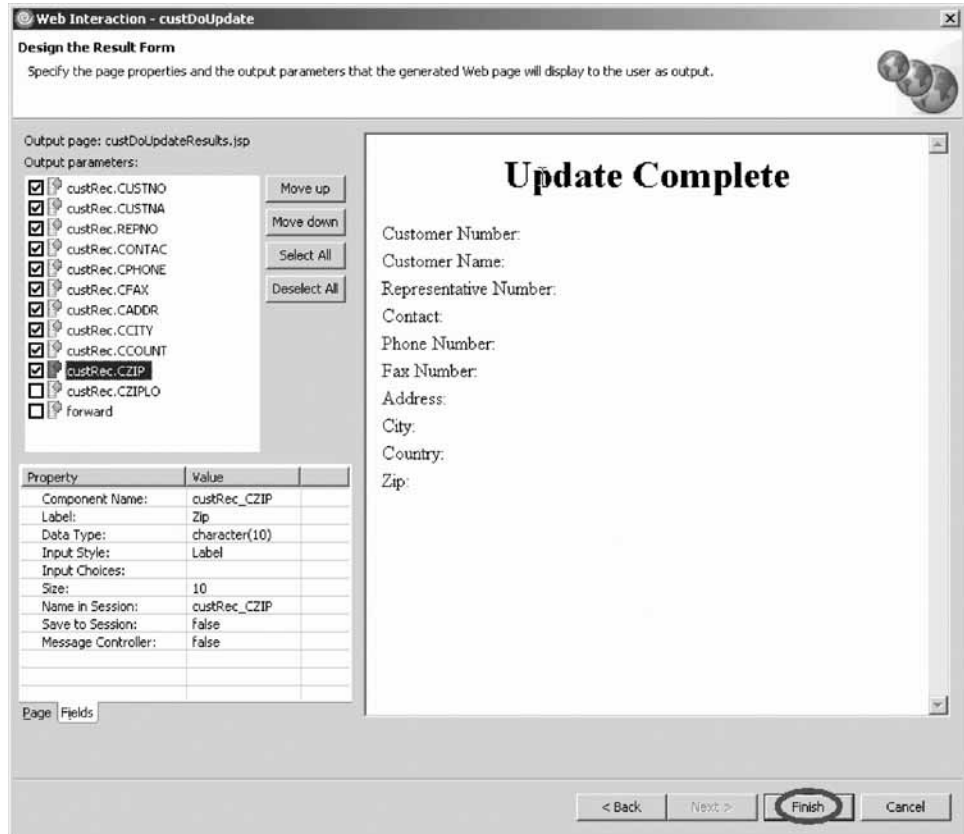 Web Interaction - custDoUpdate
Design the Result Form
Specify the page properties and the output parameters that the generated Web page will display to the user as output.
Output page: custDoUpdateResults.jsp
Output parameters:
custRec.CUSTNO
custRec.CUSTNA
custRec.REPNO
custRec.CONTAC
custRec.CPHONE
custRec.CFAX
custRec.CADDR
custRec.CCITY
custRec.CCOUNT
custRec.CZIP
custRec.CZIPLO
forward
Move up
Move down
Select All
Deselect All
Property Value
Component Name: custRec_CZIP
Label: Zip
Data Type: character(10)
Input Style: Label
Input Choices:
Size: 10
Name in Session: custRec_CZIP
Save to Session: false
Message Controller: false
Page Fields
Update Complete
Customer Number:
Customer Name:
Representative Number:
Contact:
Phone Number:
Fax Number:
Address:
City:
Country:
Zip:
< Back Next > Finish Cancel